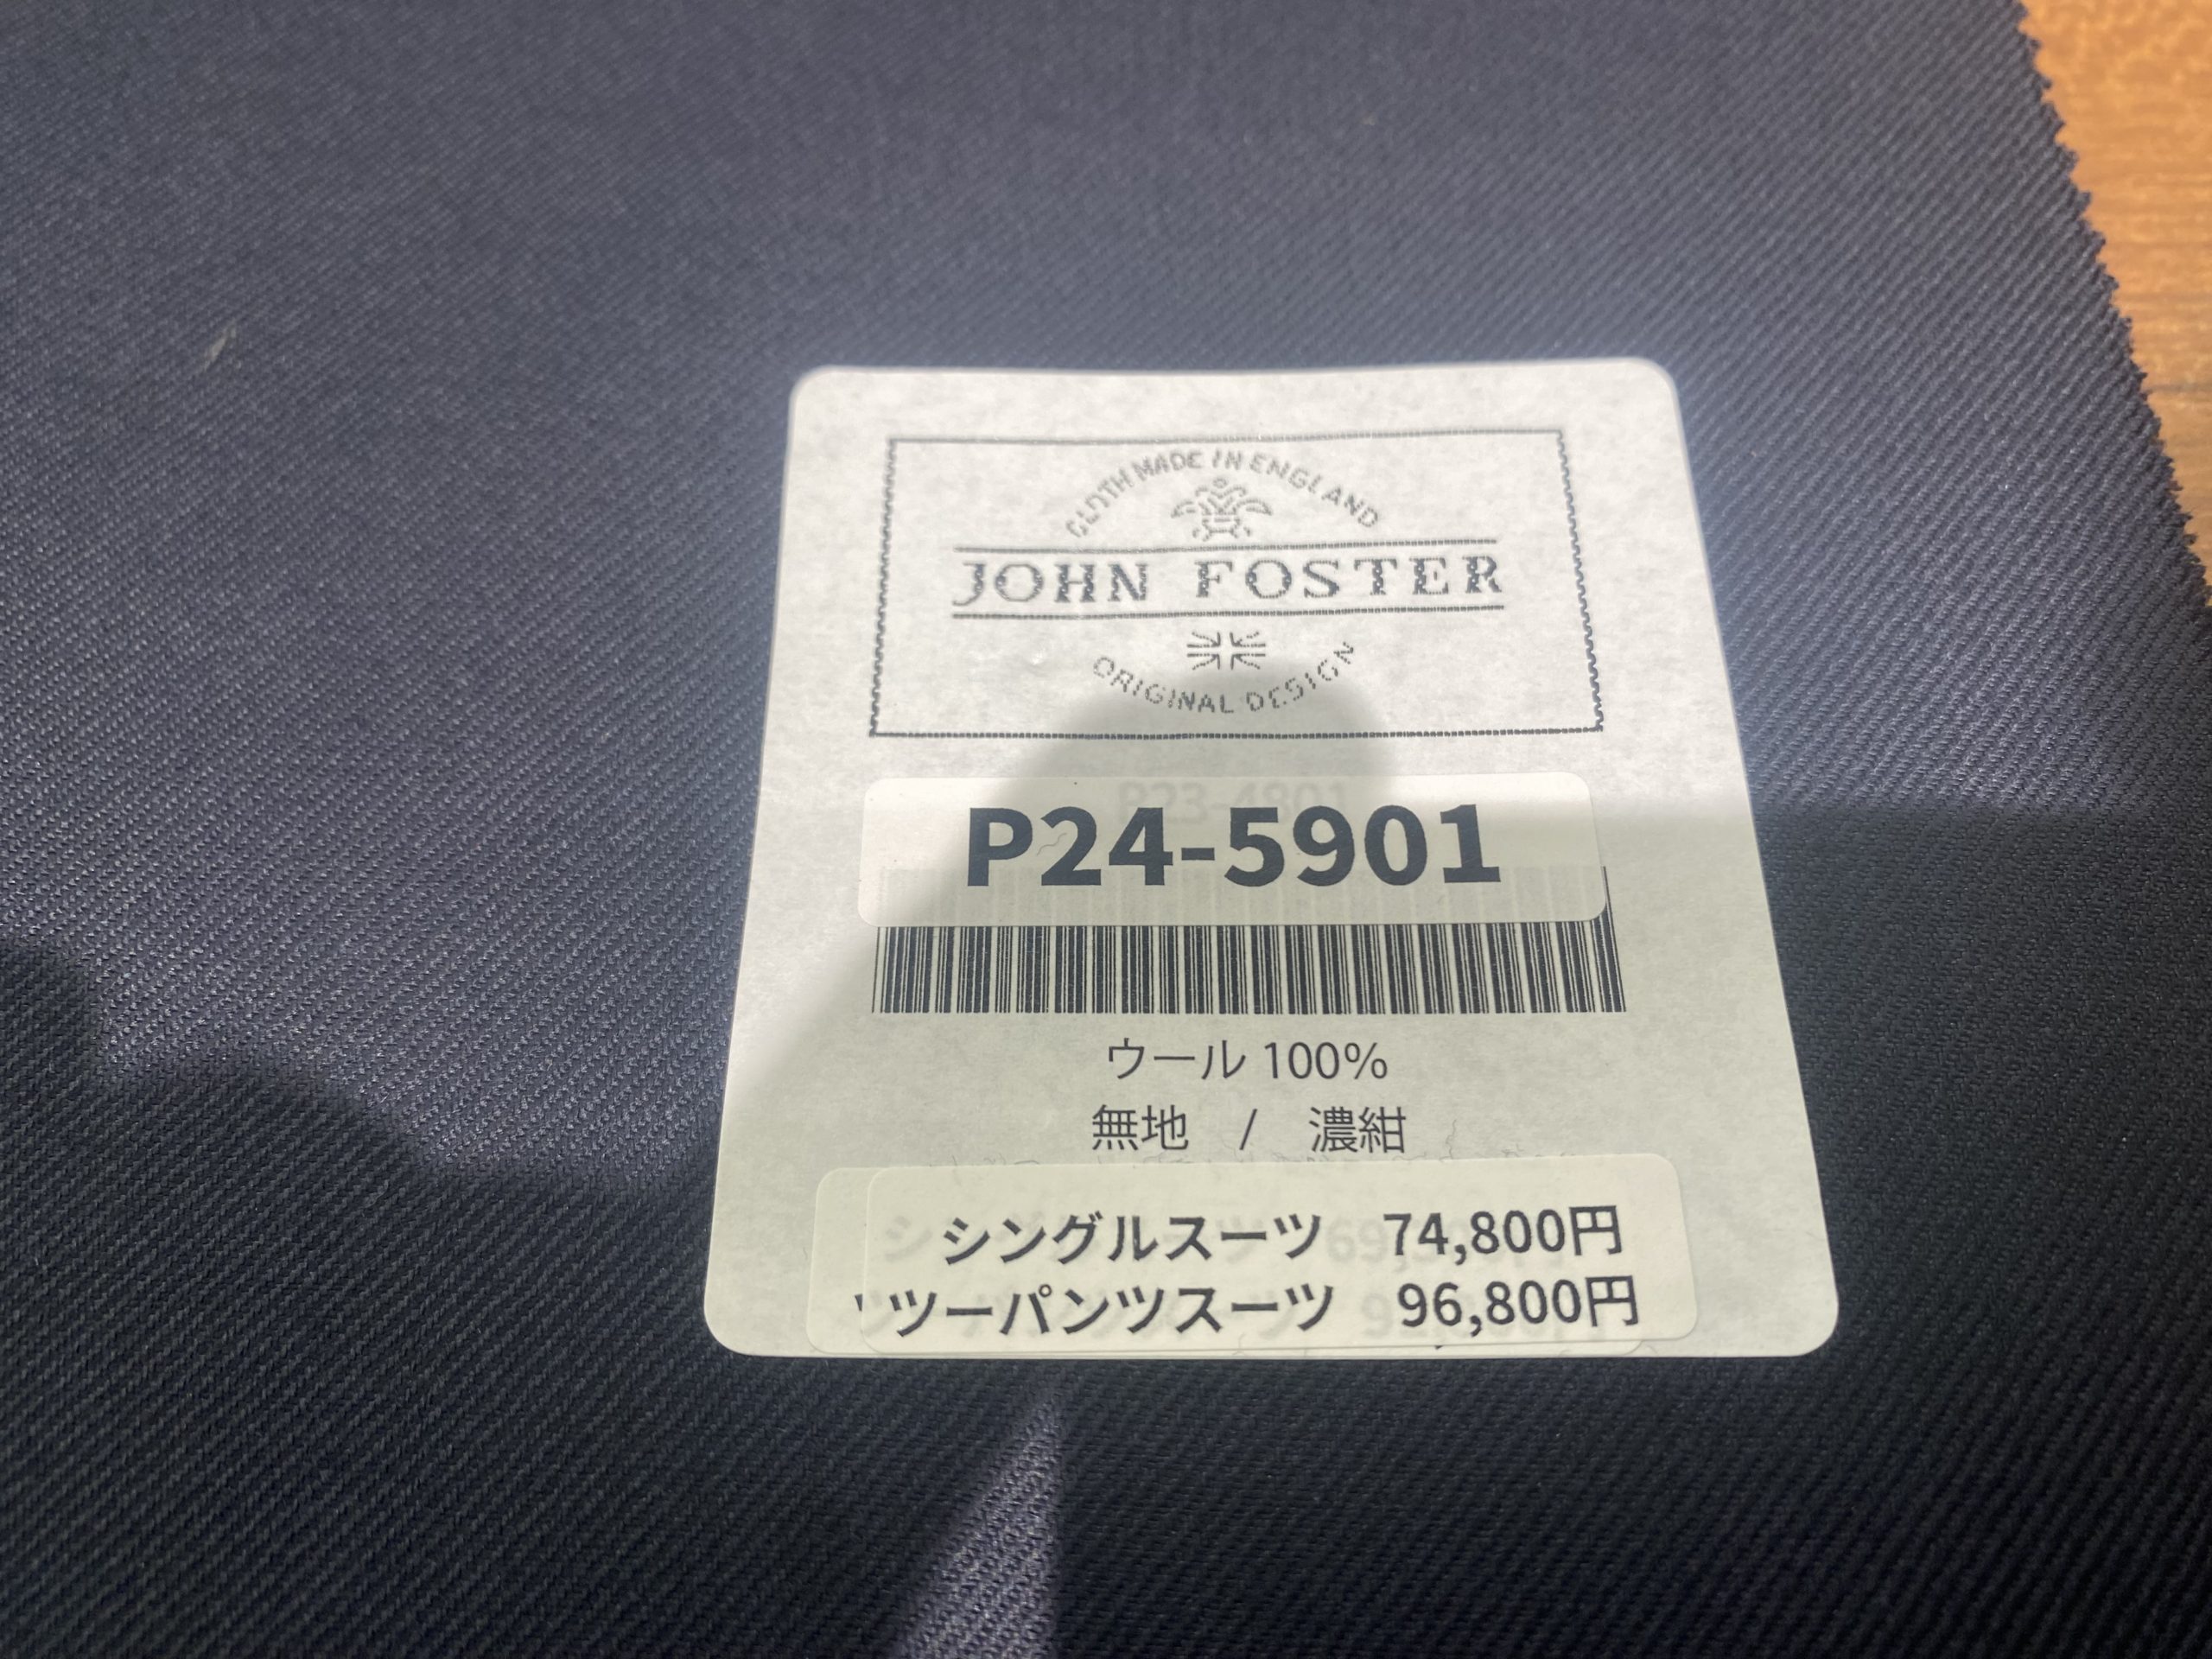 CLOTH MADE IN ENGLAND
JOHN FOSTER
ORIGINAL DESIGN
P24-5901
ウール 100%
無地 / 濃紺
シングルスーツ 74,800円
ツーパンツスーツ 96,800円